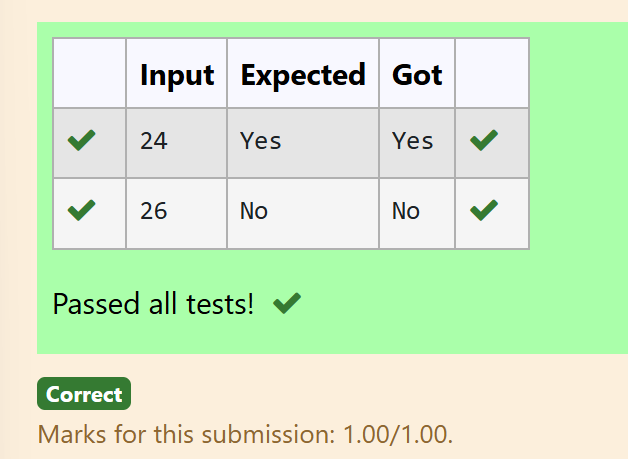 Input Expected Got
24 Yes Yes
26 No No
Passed all tests!
Correct
Marks for this submission: 1.00/1.00.